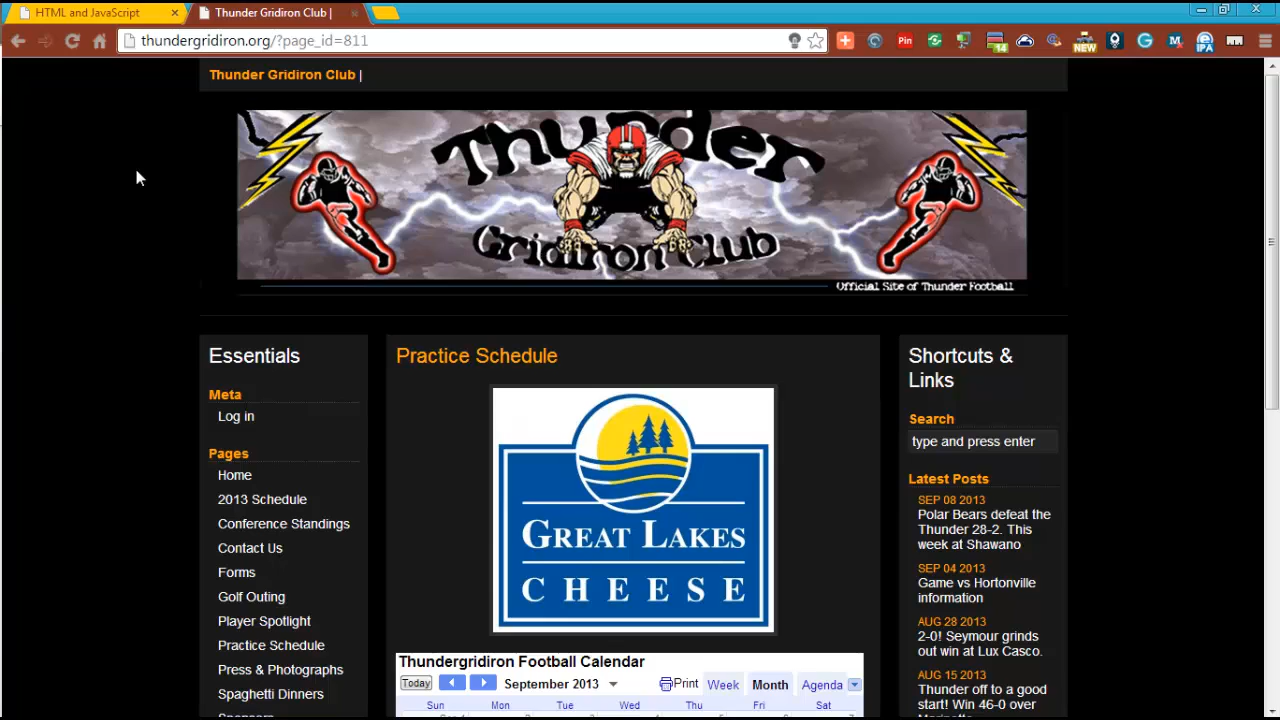 HTML and JavaScript
Thunder Gridiron Club |
thundergridiron.org/?page_id=811
Pin
14
NEW
IPA
Thunder Gridiron Club |
Thunder
Gridiron Club
Official Site of Thunder Football
Essentials
Meta
Log in
Pages
Home
2013 Schedule
Conference Standings
Contact Us
Forms
Golf Outing
Player Spotlight
Practice Schedule
Press & Photographs
Spaghetti Dinners
Sponsors
Practice Schedule
GREAT LAKES
CHEESE
Thundergridiron Football Calendar
Today
September 2013
Print
Week
Month
Agenda
Sun Mon Tue Wed Thu Fri Sat
Shortcuts &
Links
Search
type and press enter
Latest Posts
SEP 08 2013
Polar Bears defeat the
Thunder 28-2. This
week at Shawano
SEP 04 2013
Game vs Hortonville
information
AUG 28 2013
2-0! Seymour grinds
out win at Lux Casco.
AUG 15 2013
Thunder off to a good
start! Win 46-0 over